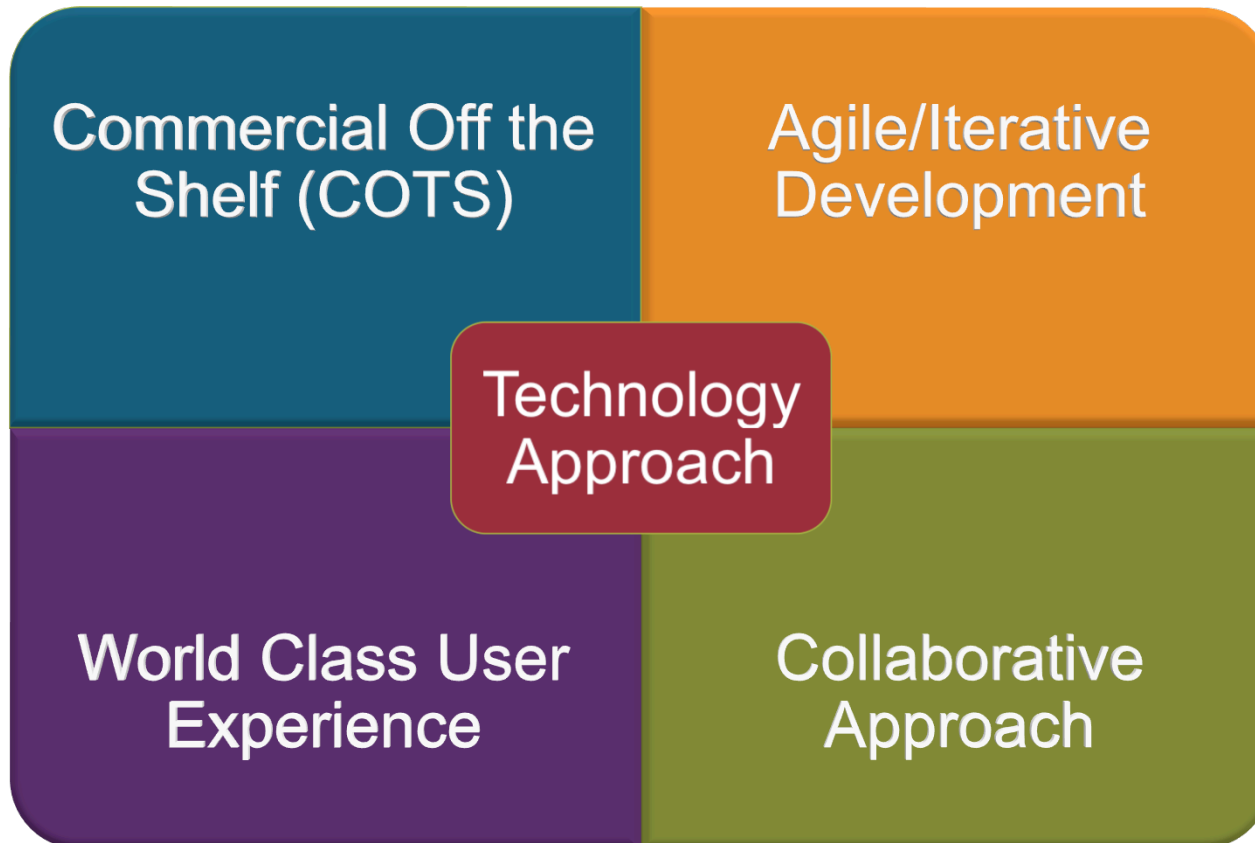 Commercial Off the
Shelf (COTS)
Agile/Iterative
Development
Technology
Approach
World Class User
Experience
Collaborative
Approach